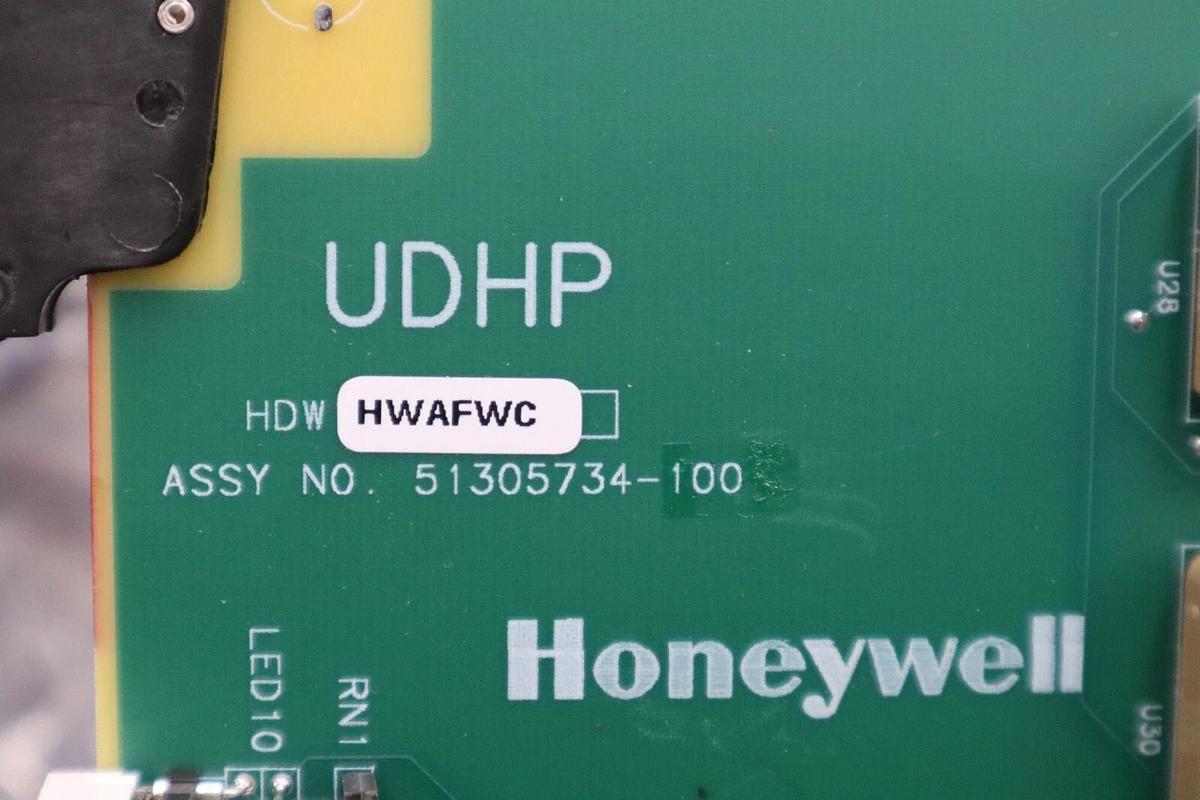 UDHP
HDW HWAFWC
ASSY NO. 51305734-100
Honeywell
LED10
RN1
U28
U30